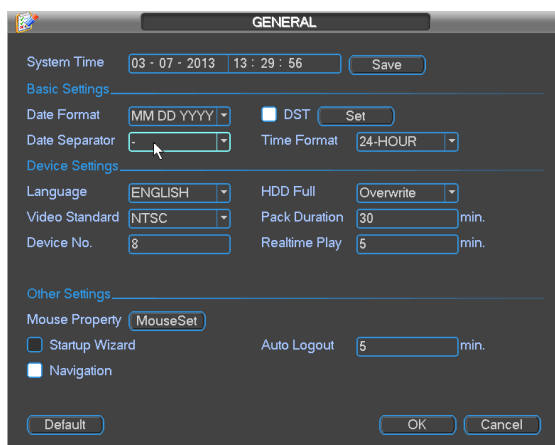 GENERAL
System Time 03 - 07 - 2013 13 : 29 : 56 Save
Basic Settings
Date Format MM DD YYYY DST Set
Date Separator - Time Format 24-HOUR
Device Settings
Language ENGLISH HDD Full Overwrite
Video Standard NTSC Pack Duration 30 min.
Device No. 8 Realtime Play 5 min.
Other Settings
Mouse Property MouseSet
Startup Wizard Auto Logout 5 min.
Navigation
Default OK Cancel